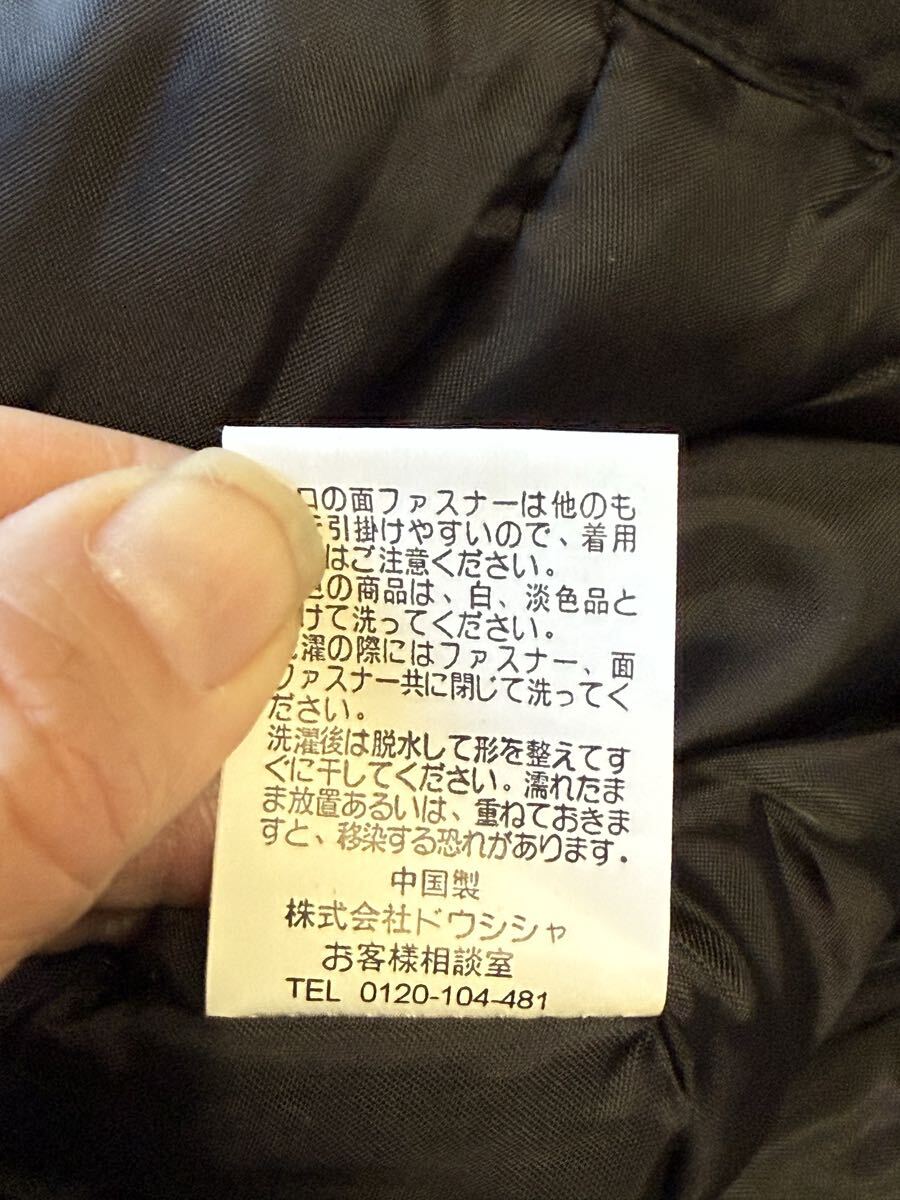 口の面ファスナーは他のも
引掛けやすいので、着用
はご注意ください。
色の商品は、白、淡色品と
けて洗ってください。
濯の際にはファスナー、面
ファスナー共に閉じて洗ってく
ださい。
洗濯後は脱水して形を整えてす
ぐに干してください。濡れたま
ま放置あるいは、重ねておきま
すと、移染する恐れがあります.
中国製
株式会社ドウシシャ
お客様相談室
TEL 0120-104-481